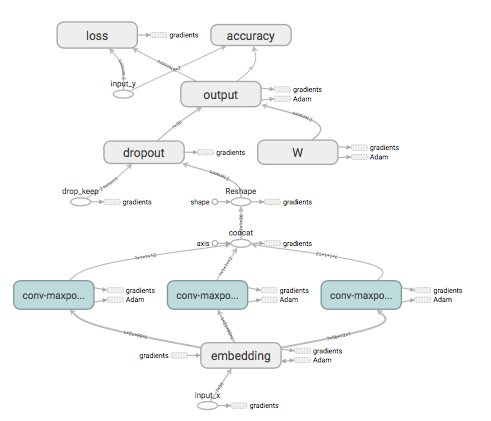 loss
gradients
accuracy
input_y
output
gradients
Adam
dropout
gradients
W
gradients
Adam
drop_keep
gradients
Reshape
shape
gradients
concat
axis
gradients
conv-maxpo...
gradients
Adam
conv-maxpo...
gradients
Adam
conv-maxpo...
gradients
Adam
embedding
gradients
gradients
Adam
input_x
gradients